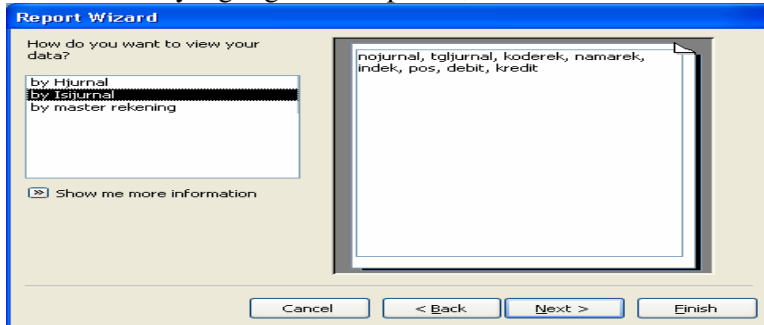 Report Wizard
How do you want to view your
data?
by Hjurnal
by Isijurnal
by master rekening
Show me more information
nojurnal, tgljurnal, koderek, namarek,
indek, pos, debit, kredit
Cancel
< Back
Next >
Finish